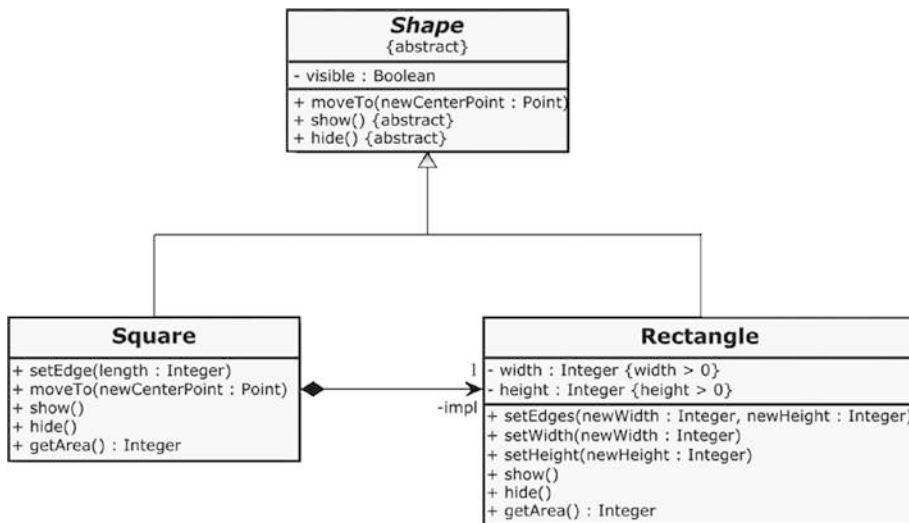 Shape
{abstract}
- visible : Boolean
+ moveTo(newCenterPoint : Point)
+ show() {abstract}
+ hide() {abstract}
Square
+ setEdge(length : Integer)
+ moveTo(newCenterPoint : Point)
+ show()
+ hide()
+ getArea() : Integer
1
-impl
Rectangle
- width : Integer {width > 0}
- height : Integer {height > 0}
+ setEdges(newWidth : Integer, newHeight : Integer)
+ setWidth(newWidth : Integer)
+ setHeight(newHeight : Integer)
+ show()
+ hide()
+ getArea() : Integer